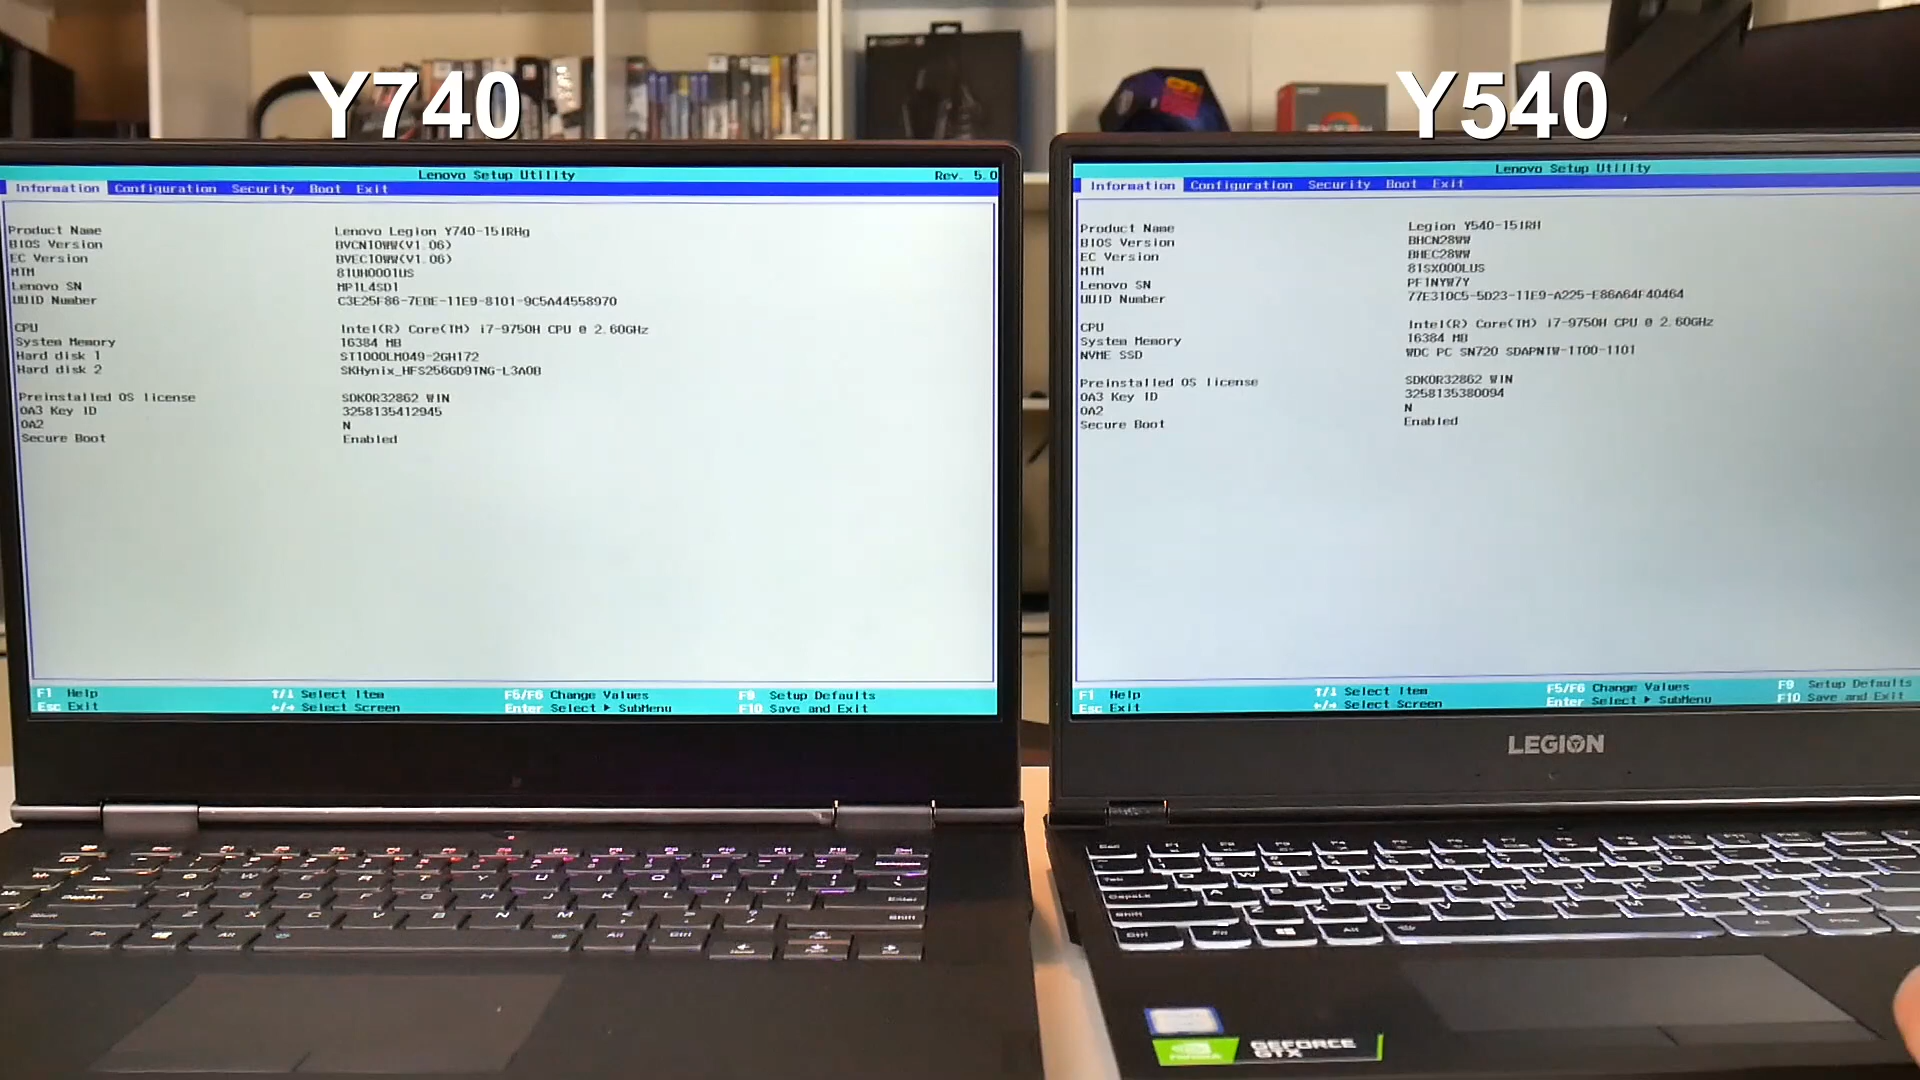 Y740
Y540
Lenovo Setup Utility
Rev. 5.0
Information Configuration Security Boot Exit
Product Name Lenovo Legion Y740-15IRHg
BIOS Version BVCN10WW(V1.06)
EC Version BVEC10WW(V1.06)
MTM 81UH0001US
Lenovo SN MP1L4SD1
UUID Number C3E25F86-7EBE-11E9-8101-9C5A44558970
CPU Intel(R) Core(TM) i7-9750H CPU @ 2.60GHz
System Memory 16384 MB
Hard disk 1 ST1000LM049-2GH172
Hard disk 2 SKHynix_HFS256GD9TNG-L3A0B
Preinstalled OS license SDK0R32862 WIN
OA3 Key ID 3258135412945
OA2 N
Secure Boot Enabled
F1 Help ↑/↓ Select Item F5/F6 Change Values F9 Setup Defaults
Esc Exit ←/→ Select Screen Enter Select ▶ SubMenu F10 Save and Exit
Lenovo Setup Utility
Information Configuration Security Boot Exit
Product Name Legion Y540-15IRH
BIOS Version BHCN28WW
EC Version BHEC28WW
MTM 81SX000LUS
Lenovo SN PF1NYW7Y
UUID Number 77E310C5-5D23-11E9-A225-E86A64F40464
CPU Intel(R) Core(TM) i7-9750H CPU @ 2.60GHz
System Memory 16384 MB
NVME SSD WDC PC SN720 SDAPNTW-1T00-1101
Preinstalled OS license SDK0R32862 WIN
OA3 Key ID 3258135380094
OA2 N
Secure Boot Enabled
F1 Help ↑/↓ Select Item F5/F6 Change Values F9 Setup Defaults
Esc Exit ←/→ Select Screen Enter Select ▶ SubMenu F10 Save and Exit
LEGION
NVIDIA
GEFORCE
GTX